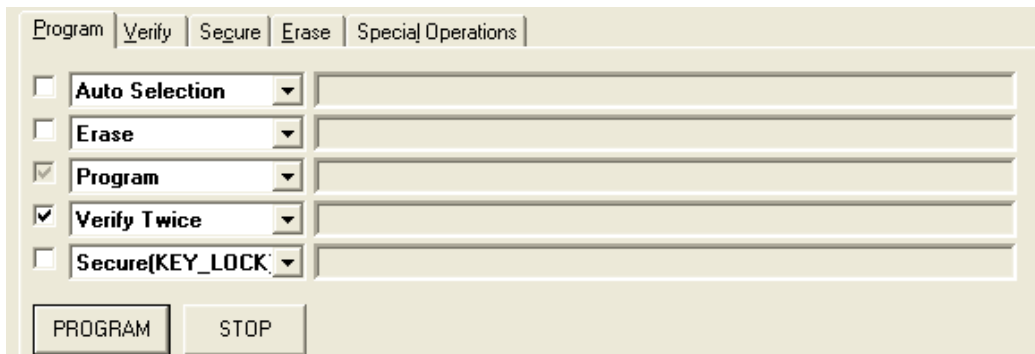 Program Verify Secure Erase Special Operations
Auto Selection
Erase
Program
Verify Twice
Secure(KEY_LOCK)
PROGRAM STOP